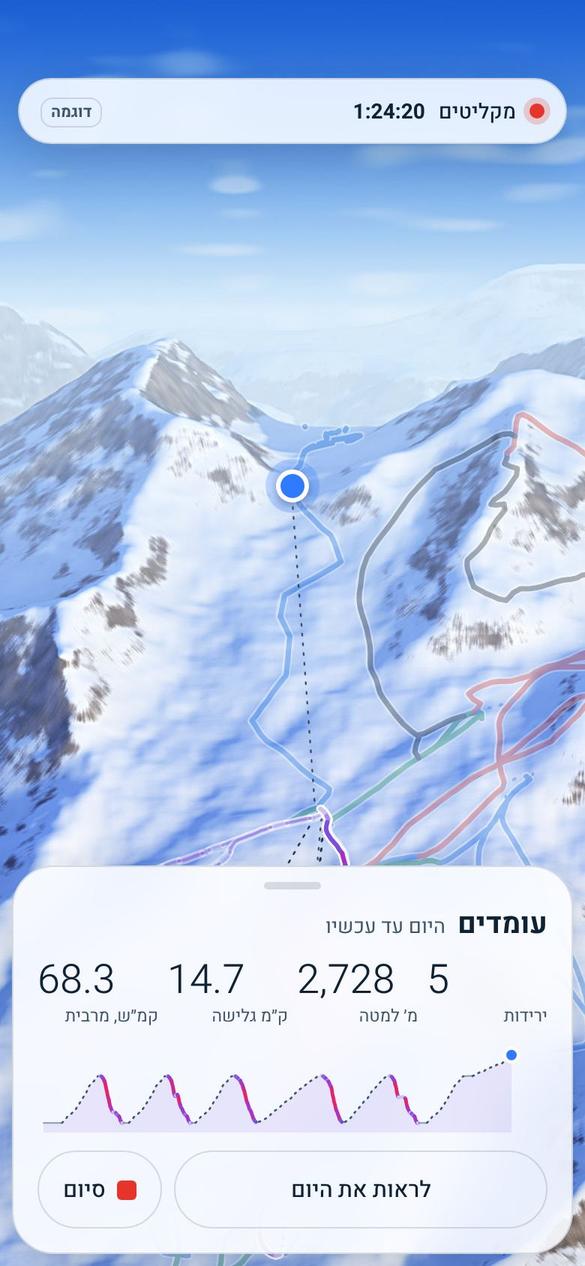 מקליטים 1:24:20
דוגמה
עומדים היום עד עכשיו
5 2,728 14.7 68.3
ירידות מ׳ למטה ק״מ גלישה קמ״ש, מרבית
לראות את היום
סיום